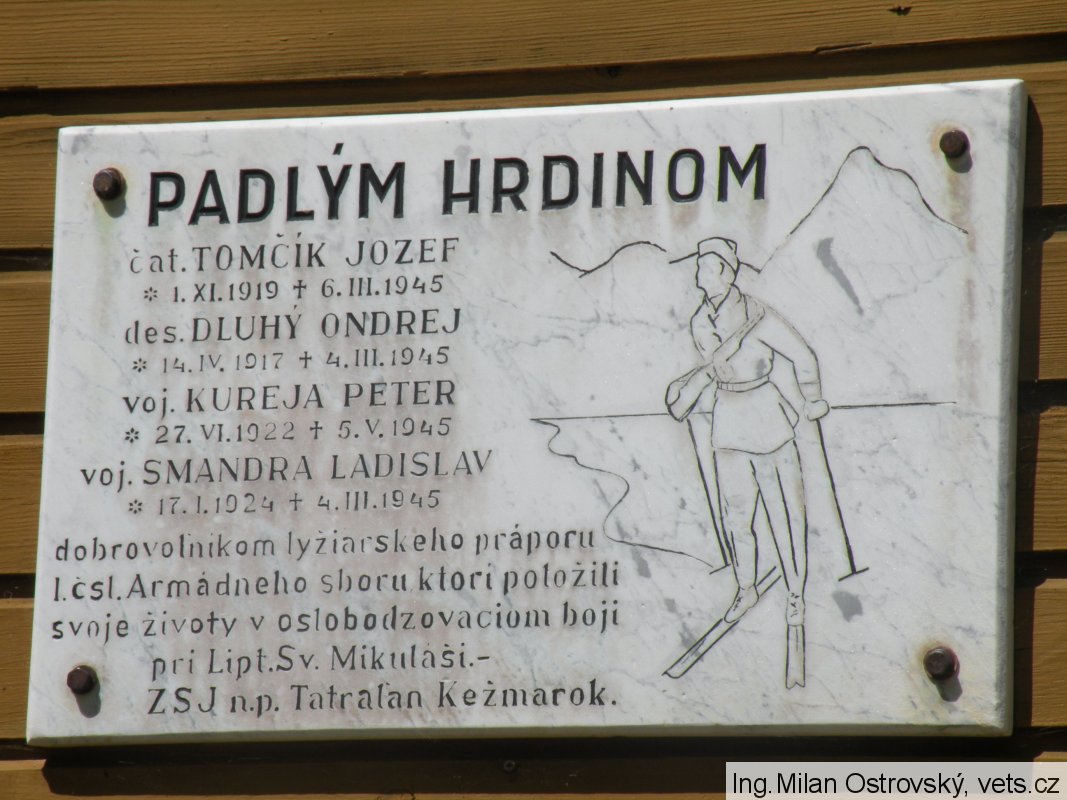 PADLÝM HRDINOM
čat. TOMČÍK JOZEF
* 1. XI. 1919 † 6. III. 1945
des. DLUHÝ ONDREJ
* 14. IV. 1917 † 4. III. 1945
voj. KUREJA PETER
* 27. VI. 1922 † 5. V. 1945
voj. SMANDRA LADISLAV
* 17. I. 1924 † 4. III. 1945
dobrovoľníkom lyžiarskeho práporu
I. čsl. Armádneho sboru, ktorí položili
svoje životy v oslobodzovaciom boji
pri Lipt. Sv. Mikuláši.-
ZSJ n.p. Tatraľan Kežmarok.
Ing. Milan Ostrovský, vets.cz